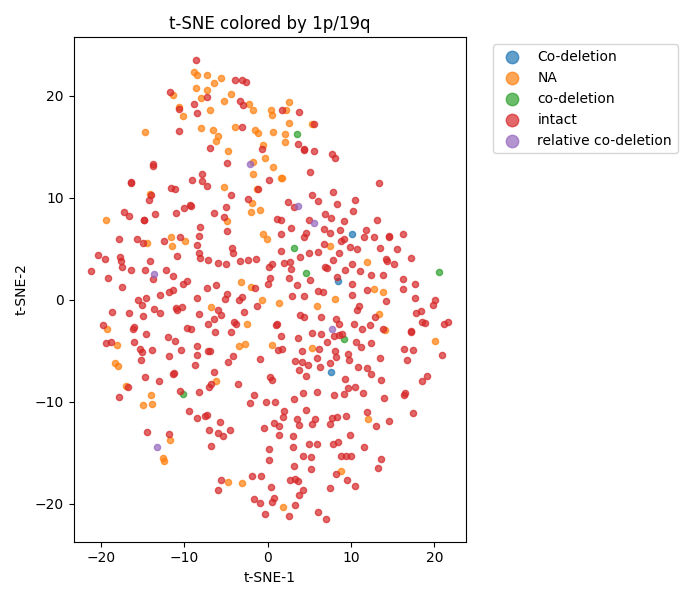 t-SNE colored by 1p/19q
Co-deletion
NA
co-deletion
intact
relative co-deletion
20
10
0
−10
−20
t-SNE-2
−20
−10
0
10
20
t-SNE-1